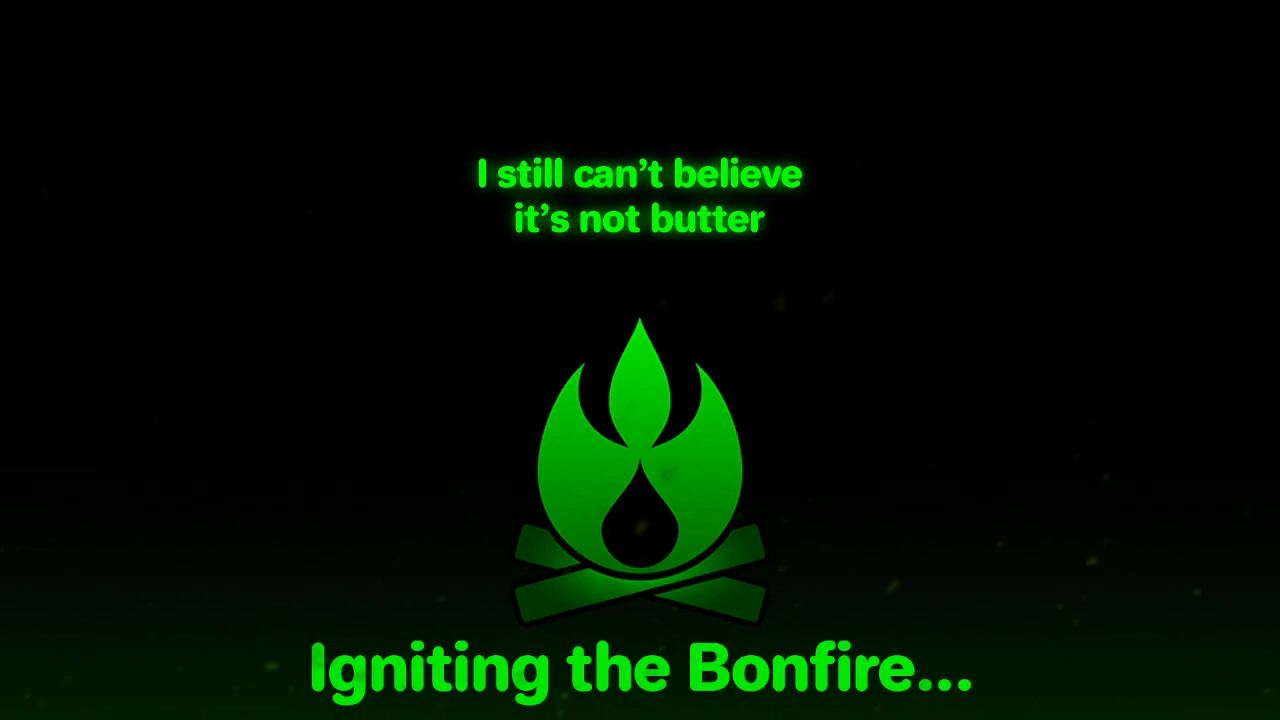 I still can’t believe
it’s not butter
Igniting the Bonfire...